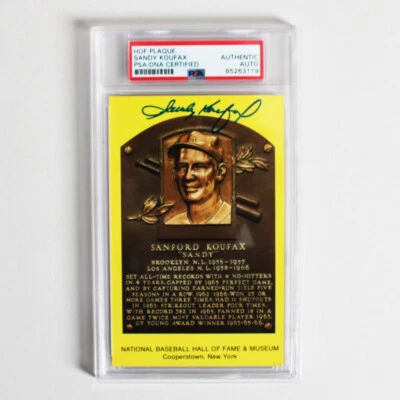 HOF PLAQUE
SANDY KOUFAX
PSA/DNA CERTIFIED
AUTHENTIC
AUTO
PSA
85263119
Sandy Koufax
SANFORD KOUFAX
"SANDY"
BROOKLYN N.L. 1955-1957
LOS ANGELES N.L. 1958-1966
SET ALL-TIME RECORDS WITH 4 NO-HITTERS
IN 4 YEARS, CAPPED BY 1965 PERFECT GAME,
AND BY CAPTURING EARNED-RUN TITLE FIVE
SEASONS IN A ROW, 1962-1966. WON 25 OR
MORE GAMES THREE TIMES. HAD 11 SHUTOUTS
IN 1963. STRIKEOUT LEADER FOUR TIMES,
WITH RECORD 382 IN 1965. FANNED 18 IN A
GAME TWICE. MOST VALUABLE PLAYER 1963.
CY YOUNG AWARD WINNER 1963-65-66.
NATIONAL BASEBALL HALL OF FAME & MUSEUM
Cooperstown, New York